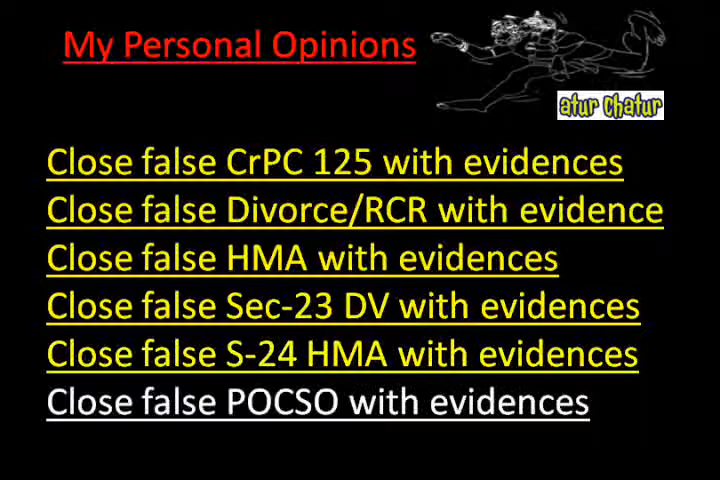 My Personal Opinions
atur Chatur
Close false CrPC 125 with evidences
Close false Divorce/RCR with evidence
Close false HMA with evidences
Close false Sec-23 DV with evidences
Close false S-24 HMA with evidences
Close false POCSO with evidences